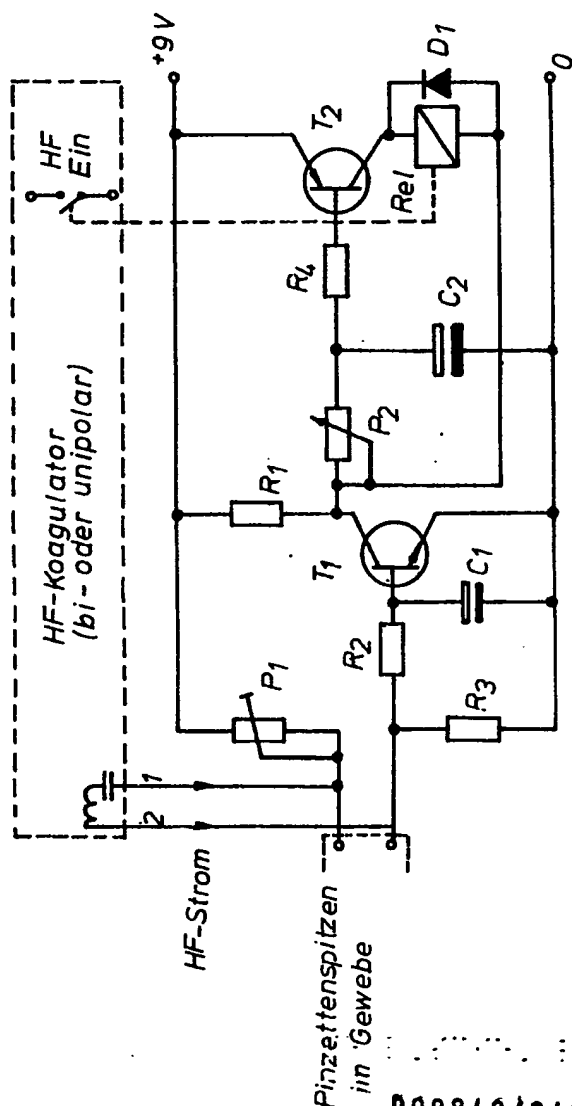 HF-Koagulator
(bi- oder unipolar)
HF
Ein
+9V
HF-Strom
1
2
P1
R1
R2
R3
T1
C1
P2
R4
C2
T2
Rel
D1
0
Pinzettenspitzen
im Gewebe